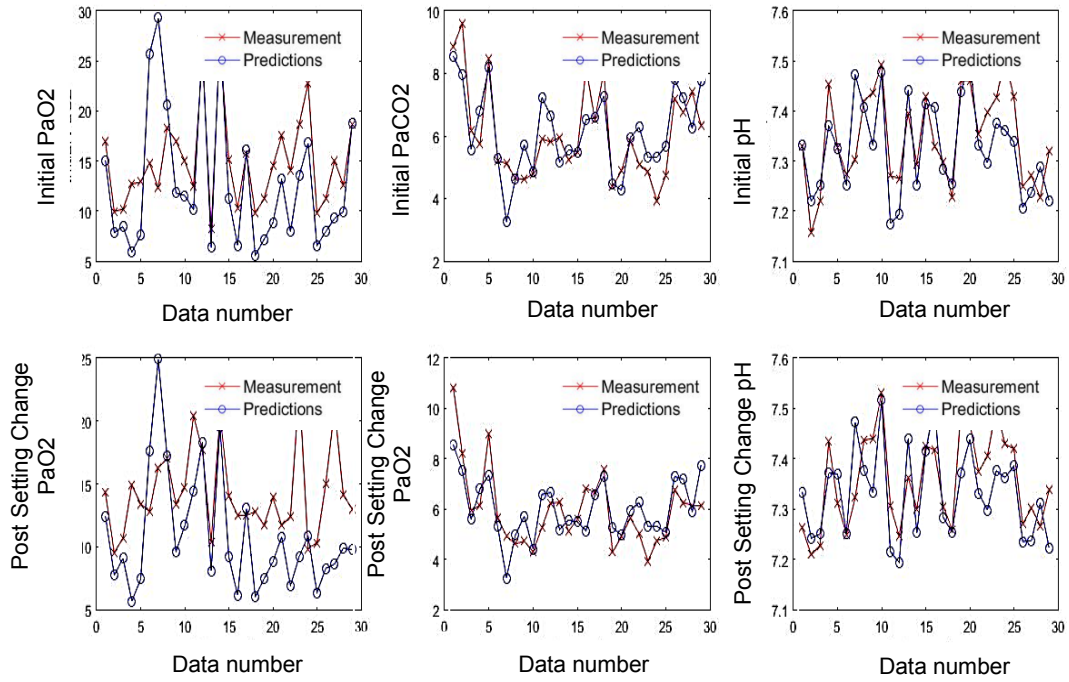 30
25
20
15
10
5
0 5 10 15 20 25 30
Initial PaO2
Data number
Measurement
Predictions
10
8
6
4
2
0 5 10 15 20 25 30
Initial PaCO2
Data number
Measurement
Predictions
7.6
7.5
7.4
7.3
7.2
7.1
0 5 10 15 20 25 30
Initial pH
Data number
Measurement
Predictions
25
20
15
10
5
0 5 10 15 20 25 30
Post Setting Change
PaO2
Data number
Measurement
Predictions
12
10
8
6
4
2
0 5 10 15 20 25 30
Post Setting Change
PaO2
Data number
Measurement
Predictions
7.6
7.5
7.4
7.3
7.2
7.1
0 5 10 15 20 25 30
Post Setting Change pH
Data number
Measurement
Predictions